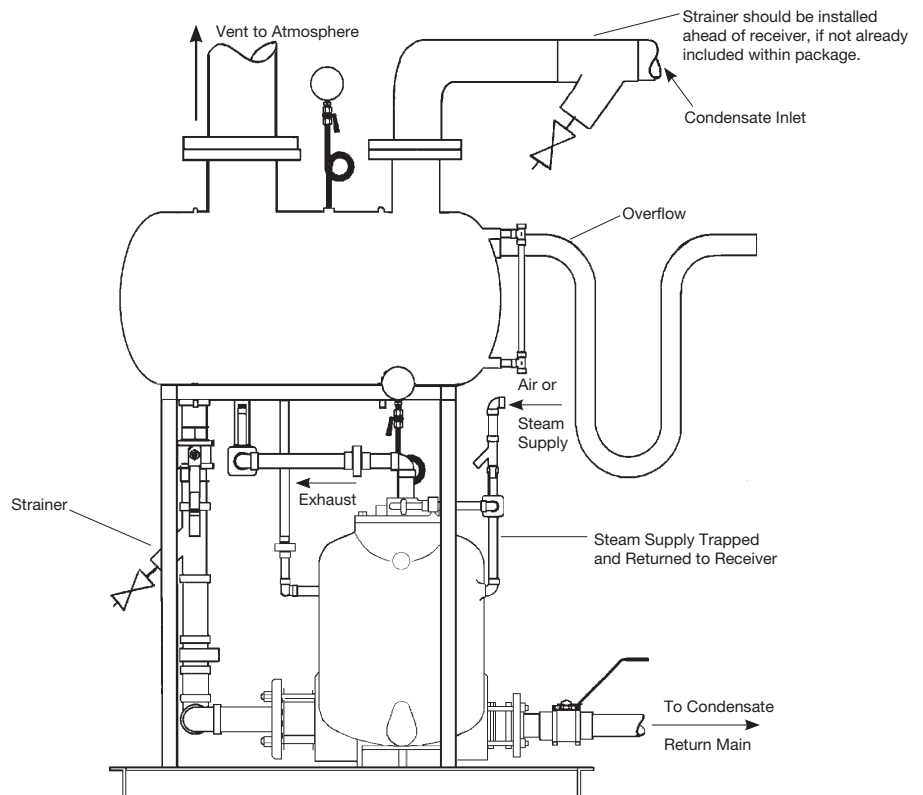 Vent to Atmosphere
Strainer should be installed
ahead of receiver, if not already
included within package.
Condensate Inlet
Overflow
Air or
Steam
Supply
Exhaust
Strainer
Steam Supply Trapped
and Returned to Receiver
To Condensate
Return Main